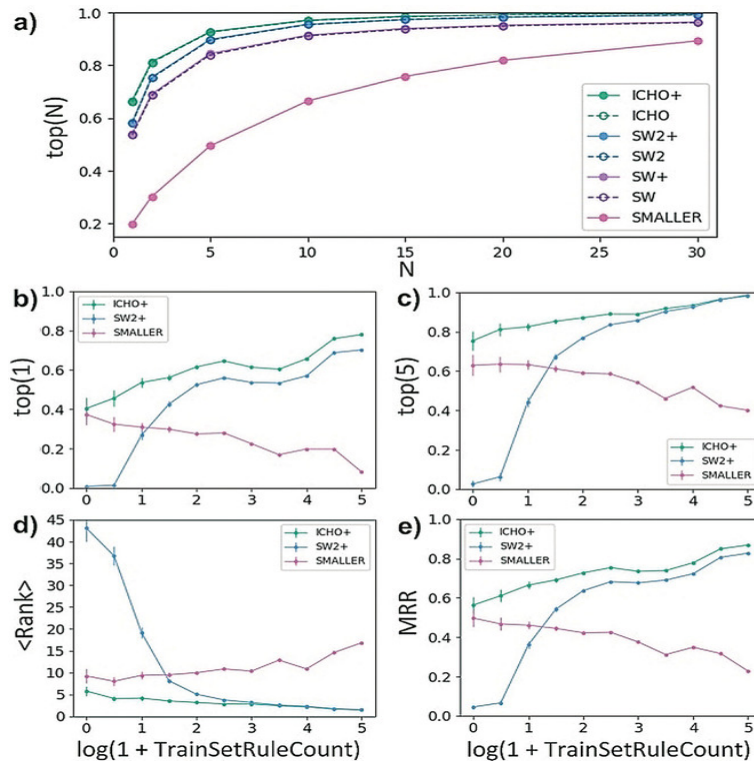 a)
1.0
0.8
0.6
0.4
0.2
top(N)
ICHO+
ICHO
SW2+
SW2
SW+
SW
SMALLER
0 5 10 15 20 25 30
N
b)
1.0
0.8
0.6
0.4
0.2
0.0
top(1)
ICHO+
SW2+
SMALLER
0 1 2 3 4 5
c)
1.0
0.8
0.6
0.4
0.2
0.0
top(5)
ICHO+
SW2+
SMALLER
0 1 2 3 4 5
d)
45
40
35
30
25
20
15
10
5
0
<Rank>
ICHO+
SW2+
SMALLER
0 1 2 3 4 5
log(1 + TrainSetRuleCount)
e)
1.0
0.8
0.6
0.4
0.2
0.0
MRR
ICHO+
SW2+
SMALLER
0 1 2 3 4 5
log(1 + TrainSetRuleCount)